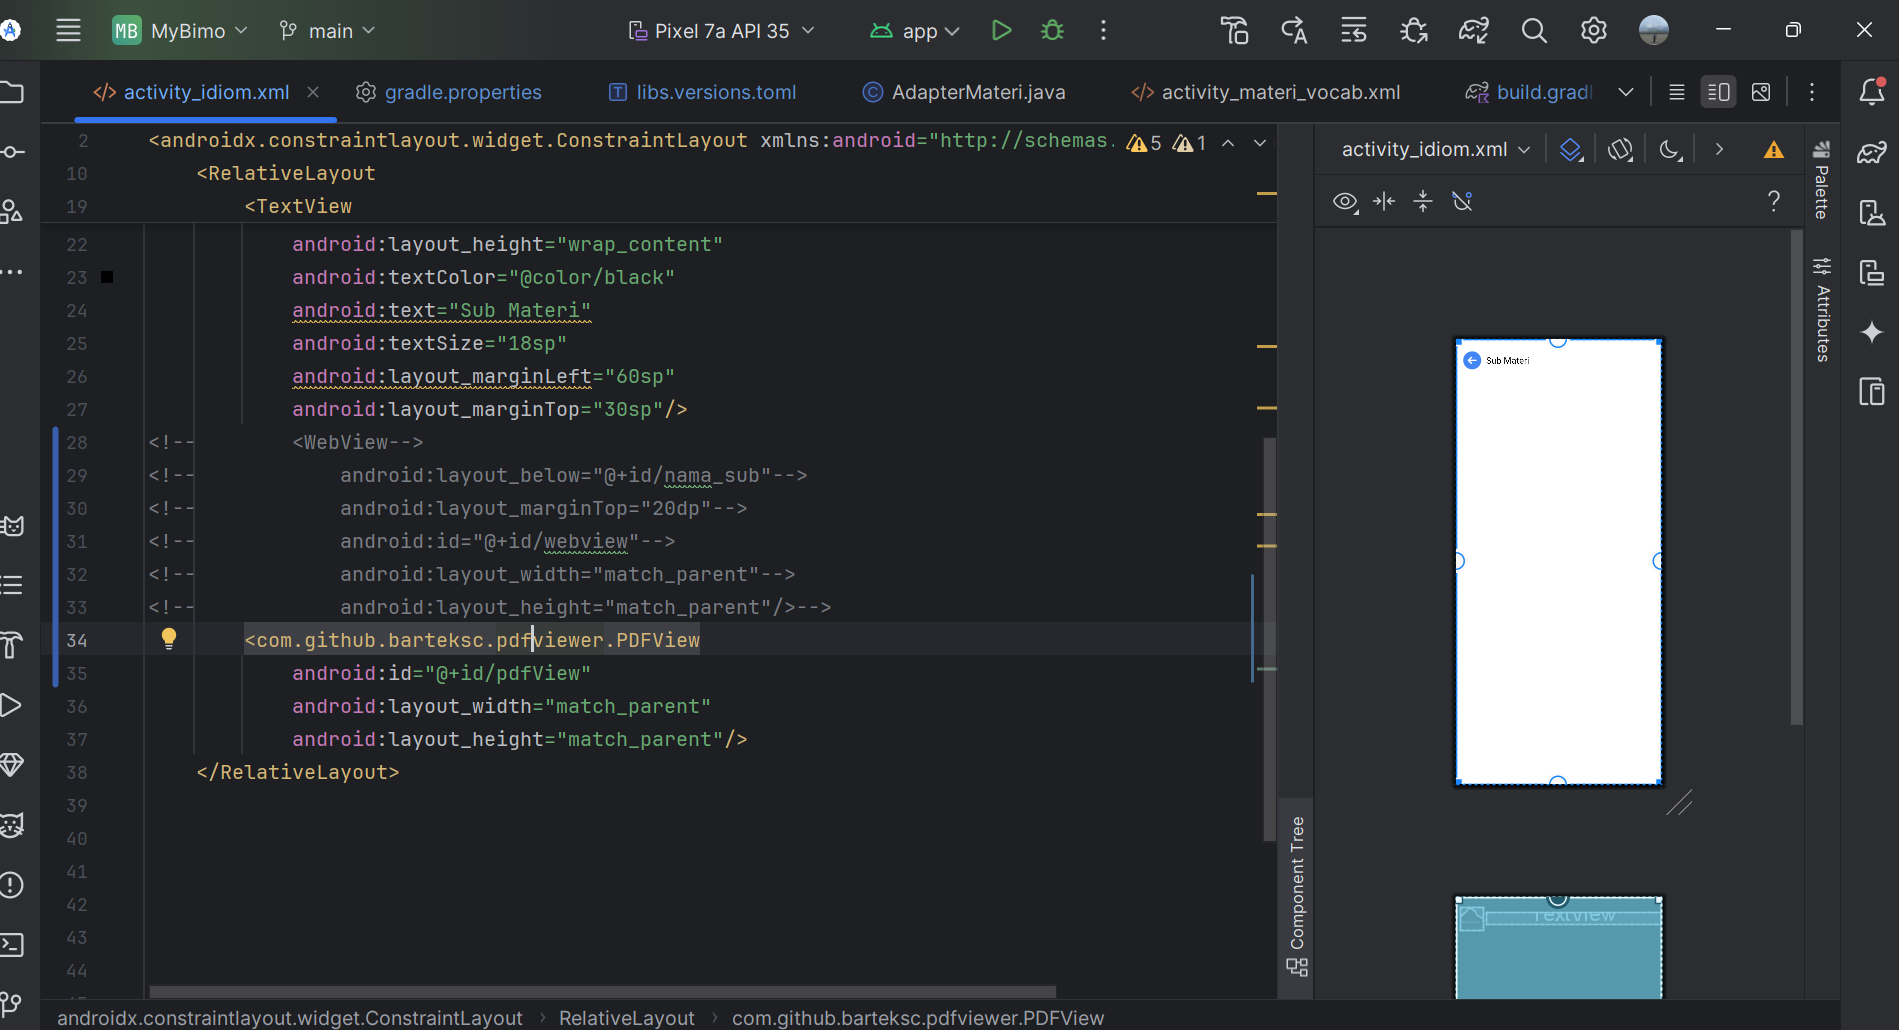 MB MyBimo main Pixel 7a API 35 app
activity_idiom.xml gradle.properties libs.versions.toml AdapterMateri.java activity_materi_vocab.xml build.grad
2 <androidx.constraintlayout.widget.ConstraintLayout xmlns:android="http://schemas. 5 1
10 <RelativeLayout
19 <TextView
22 android:layout_height="wrap_content"
23 android:textColor="@color/black"
24 android:text="Sub Materi"
25 android:textSize="18sp"
26 android:layout_marginLeft="60sp"
27 android:layout_marginTop="30sp"/>
28 <!-- <WebView-->
29 <!-- android:layout_below="@+id/nama_sub"-->
30 <!-- android:layout_marginTop="20dp"-->
31 <!-- android:id="@+id/webview"-->
32 <!-- android:layout_width="match_parent"-->
33 <!-- android:layout_height="match_parent"/>-->
34 <com.github.barteksc.pdfviewer.PDFView
35 android:id="@+id/pdfView"
36 android:layout_width="match_parent"
37 android:layout_height="match_parent"/>
38 </RelativeLayout>
39
40
41
42
43
44
activity_idiom.xml
?
Sub Materi
TextView
Component Tree
Palette
Attributes
androidx.constraintlayout.widget.ConstraintLayout › RelativeLayout › com.github.barteksc.pdfviewer.PDFView